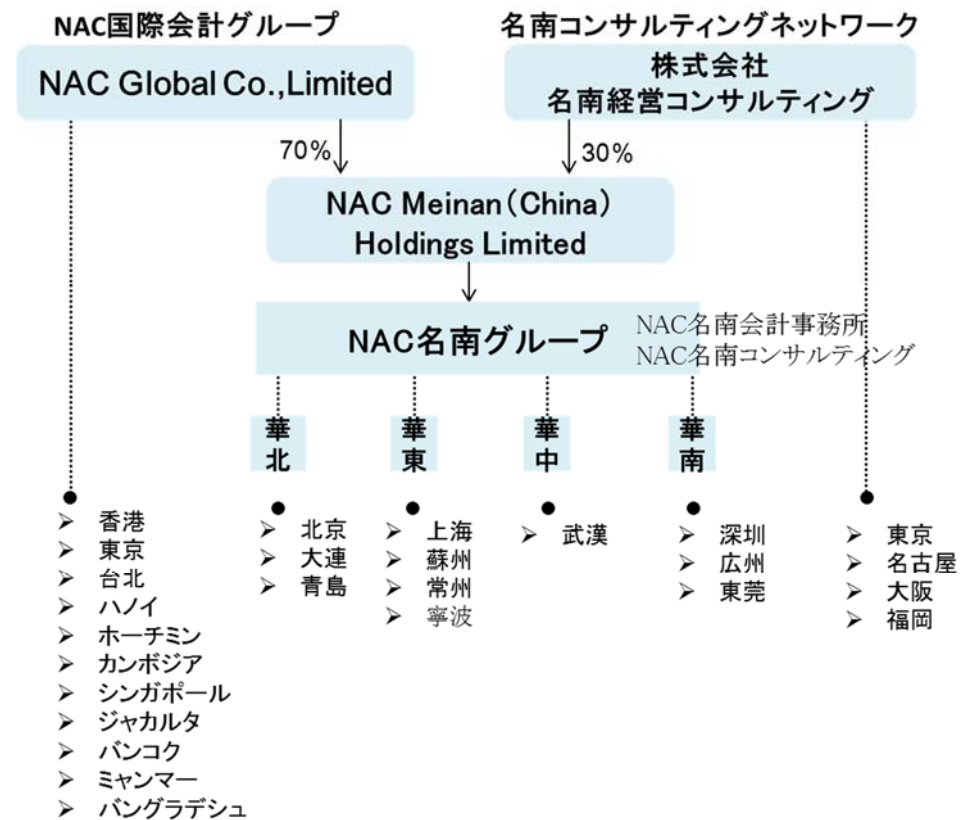 NAC国際会計グループ
名南コンサルティングネットワーク
NAC Global Co.,Limited
株式会社
名南経営コンサルティング
70%
30%
NAC Meinan(China)
Holdings Limited
NAC名南グループ
NAC名南会計事務所
NAC名南コンサルティング
華北
華東
華中
華南
➢ 香港
➢ 東京
➢ 台北
➢ ハノイ
➢ ホーチミン
➢ カンボジア
➢ シンガポール
➢ ジャカルタ
➢ バンコク
➢ ミャンマー
➢ バングラデシュ
➢ 北京
➢ 大連
➢ 青島
➢ 上海
➢ 蘇州
➢ 常州
➢ 寧波
➢ 武漢
➢ 深圳
➢ 広州
➢ 東莞
➢ 東京
➢ 名古屋
➢ 大阪
➢ 福岡